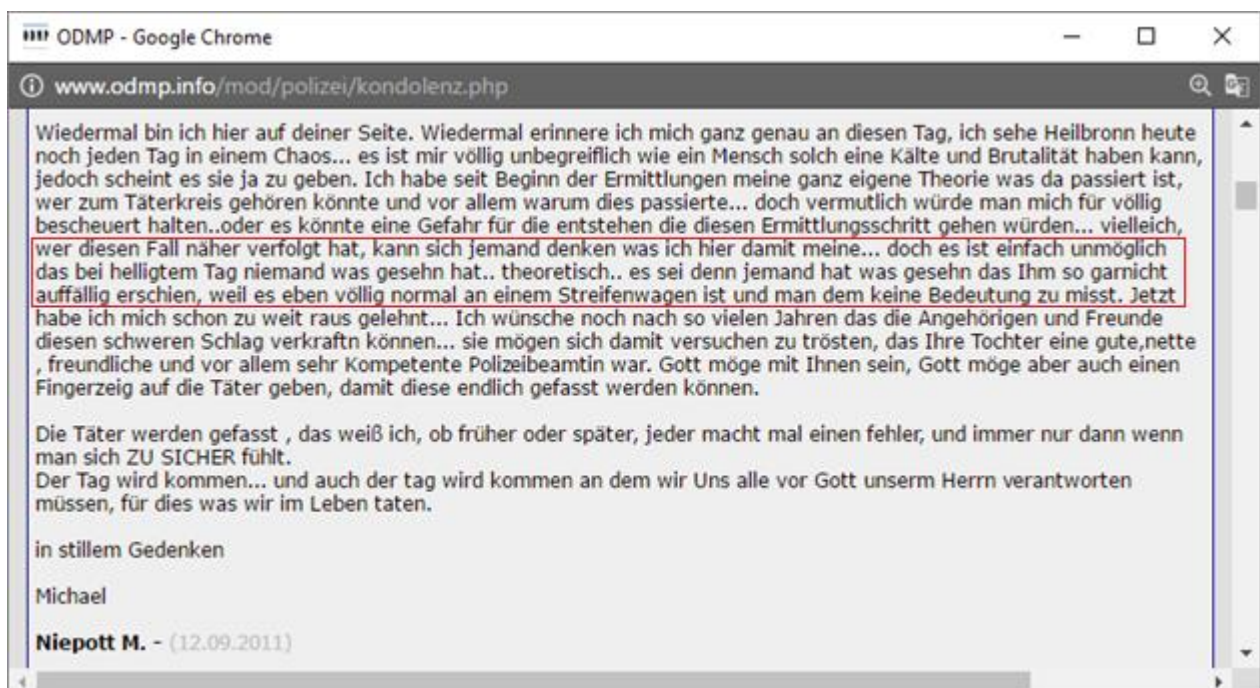 ODMP - Google Chrome
www.odmp.info/mod/polizei/kondolenz.php
Wiedermal bin ich hier auf deiner Seite. Wiedermal erinnere ich mich ganz genau an diesen Tag, ich sehe Heilbronn heute
noch jeden Tag in einem Chaos... es ist mir völlig unbegreiflich wie ein Mensch solch eine Kälte und Brutalität haben kann,
jedoch scheint es sie ja zu geben. Ich habe seit Beginn der Ermittlungen meine ganz eigene Theorie was da passiert ist,
wer zum Täterkreis gehören könnte und vor allem warum dies passierte... doch vermutlich würde man mich für völlig
bescheuert halten..oder es könnte eine Gefahr für die entstehen die diesen Ermittlungsschritt gehen würden... vielleich,
wer diesen Fall näher verfolgt hat, kann sich jemand denken was ich hier damit meine... doch es ist einfach unmöglich
das bei helligtem Tag niemand was gesehn hat.. theoretisch.. es sei denn jemand hat was gesehn das Ihm so garnicht
auffällig erschien, weil es eben völlig normal an einem Streifenwagen ist und man dem keine Bedeutung zu misst. Jetzt
habe ich mich schon zu weit raus gelehnt... Ich wünsche noch nach so vielen Jahren das die Angehörigen und Freunde
diesen schweren Schlag verkraftn können... sie mögen sich damit versuchen zu trösten, das Ihre Tochter eine gute,nette
, freundliche und vor allem sehr Kompetente Polizeibeamtin war. Gott möge mit Ihnen sein, Gott möge aber auch einen
Fingerzeig auf die Täter geben, damit diese endlich gefasst werden können.
Die Täter werden gefasst , das weiß ich, ob früher oder später, jeder macht mal einen fehler, und immer nur dann wenn
man sich ZU SICHER fühlt.
Der Tag wird kommen... und auch der tag wird kommen an dem wir Uns alle vor Gott unserm Herrn verantworten
müssen, für dies was wir im Leben taten.
in stillem Gedenken
Michael
Niepott M. - (12.09.2011)